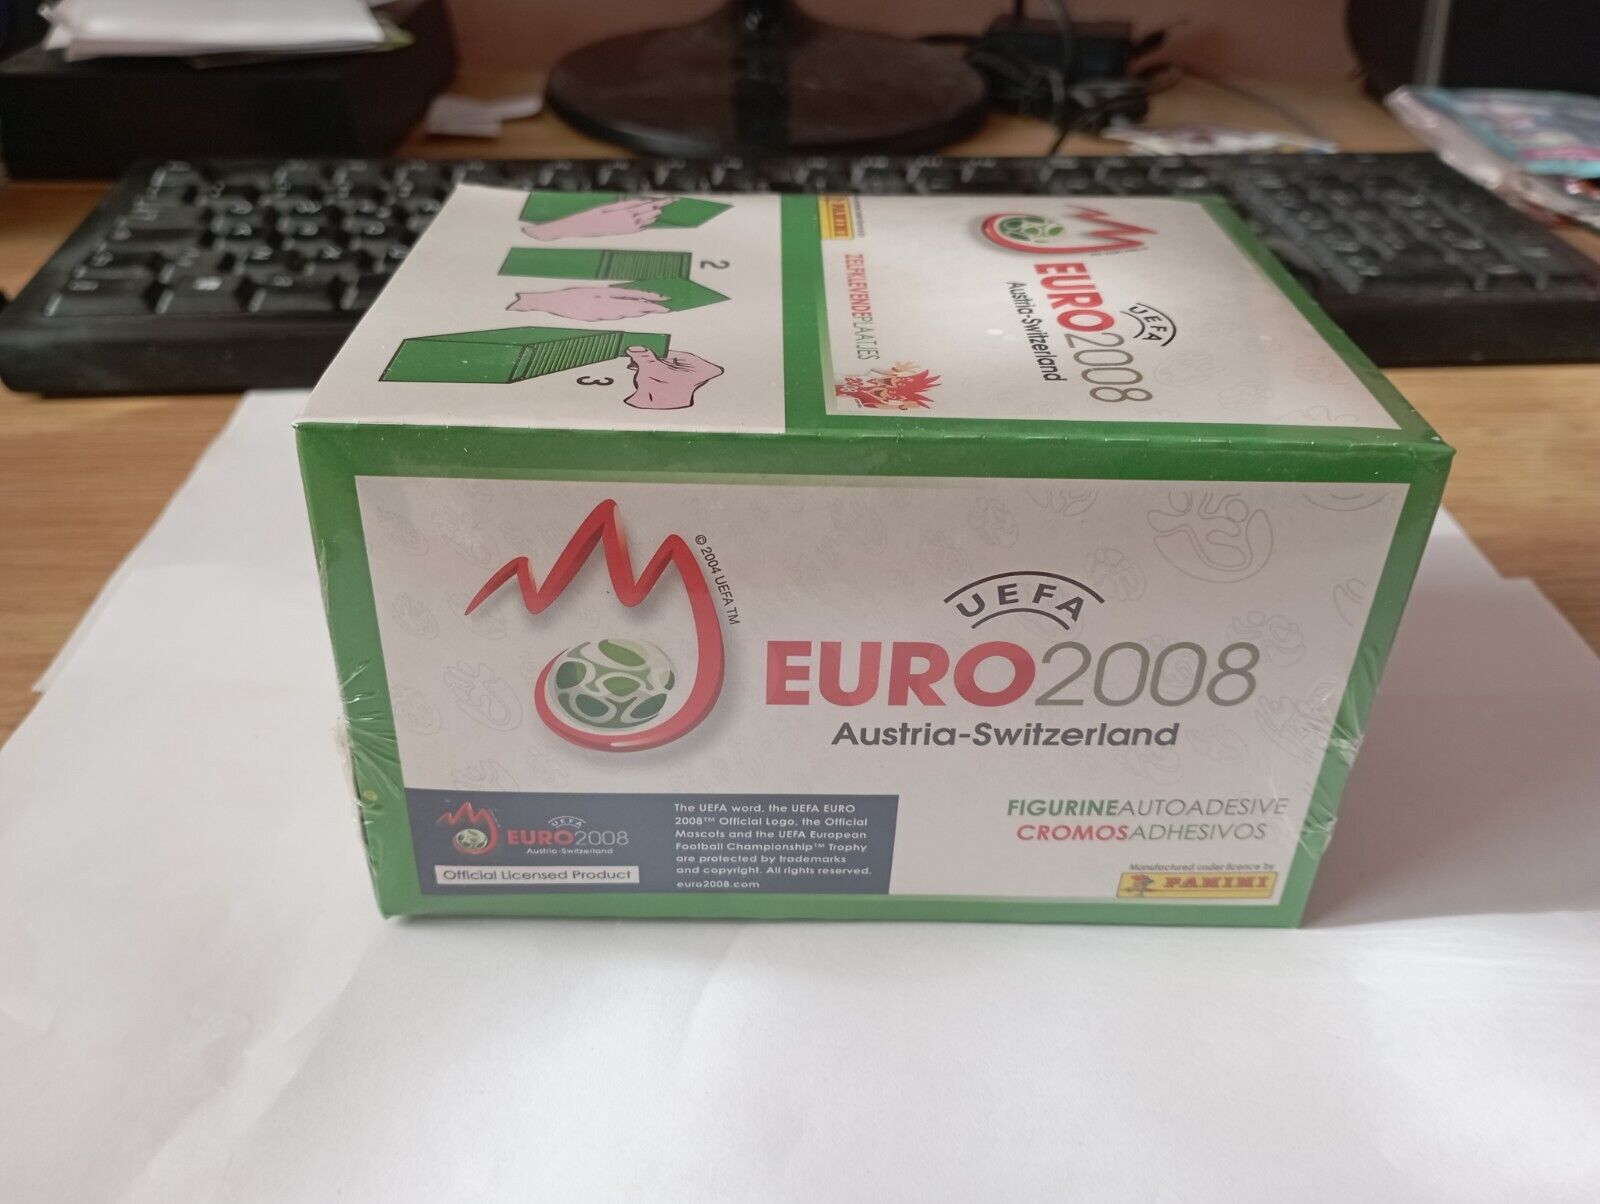 2
3
PANINI
ZELFKLEVENDEPLAATJES
UEFA
EURO2008
Austria-Switzerland
© 2004 UEFA TM
UEFA
EURO2008
Austria-Switzerland
UEFA
EURO2008
Austria-Switzerland
Official Licensed Product
The UEFA word, the UEFA EURO
2008™ Official Logo, the Official
Mascots and the UEFA European
Football Championship™ Trophy
are protected by trademarks
and copyright. All rights reserved.
euro2008.com
FIGURINEAUTOADESIVE
CROMOSADHESIVOS
Manufactured under licence by
PANINI